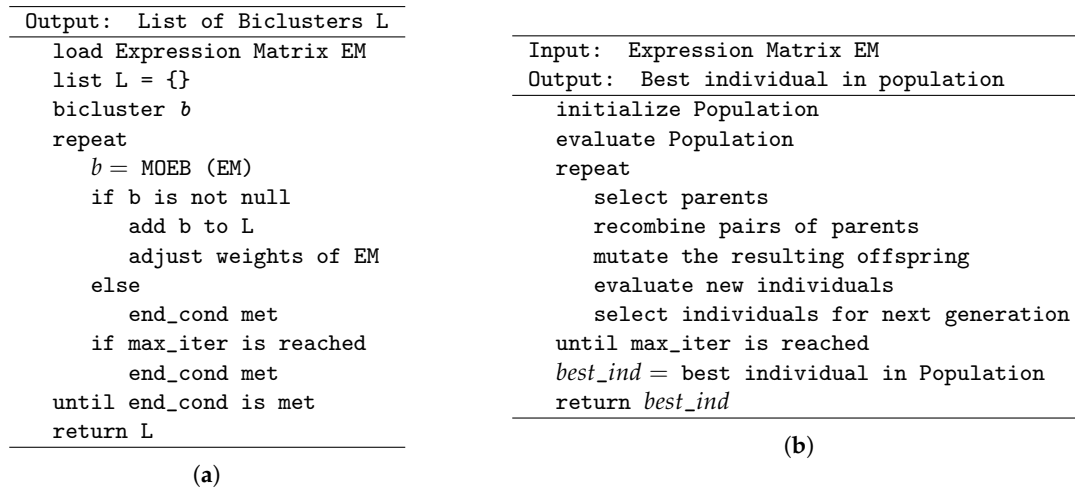 Output: List of Biclusters L
load Expression Matrix EM
list L = {}
bicluster b
repeat
b = MOEB (EM)
if b is not null
add b to L
adjust weights of EM
else
end_cond met
if max_iter is reached
end_cond met
until end_cond is met
return L
(a)
Input: Expression Matrix EM
Output: Best individual in population
initialize Population
evaluate Population
repeat
select parents
recombine pairs of parents
mutate the resulting offspring
evaluate new individuals
select individuals for next generation
until max_iter is reached
best_ind = best individual in Population
return best_ind
(b)